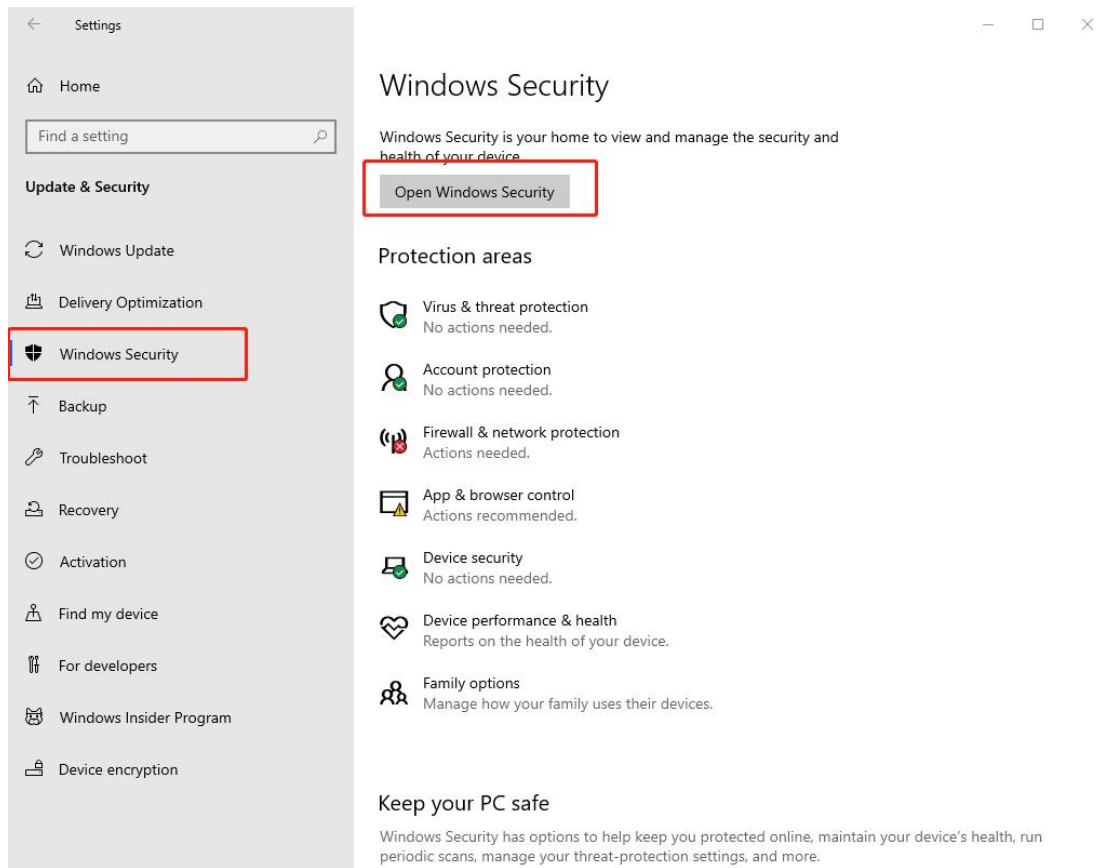 Settings
Home
Find a setting
Update & Security
Windows Update
Delivery Optimization
Windows Security
Backup
Troubleshoot
Recovery
Activation
Find my device
For developers
Windows Insider Program
Device encryption
Windows Security
Windows Security is your home to view and manage the security and
health of your device.
Open Windows Security
Protection areas
Virus & threat protection
No actions needed.
Account protection
No actions needed.
Firewall & network protection
Actions needed.
App & browser control
Actions recommended.
Device security
No actions needed.
Device performance & health
Reports on the health of your device.
Family options
Manage how your family uses their devices.
Keep your PC safe
Windows Security has options to help keep you protected online, maintain your device's health, run
periodic scans, manage your threat-protection settings, and more.